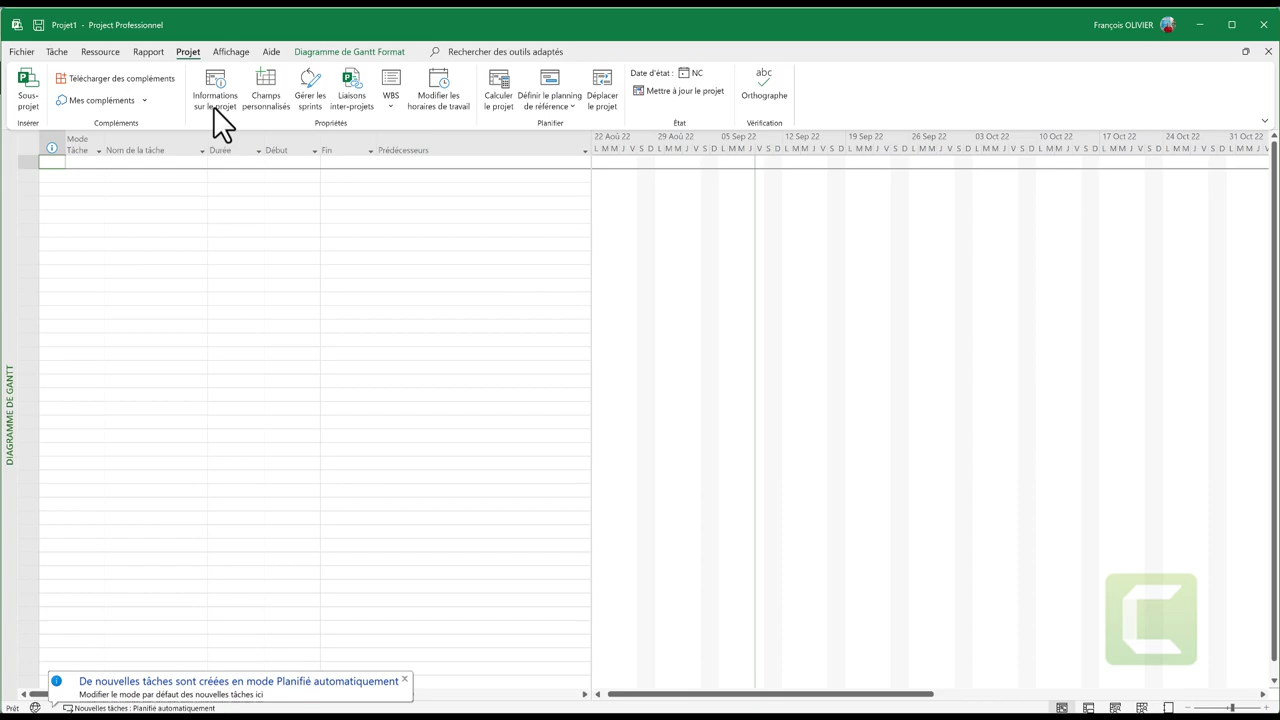 Projet1 - Project Professionnel
François OLIVIER
Fichier Tâche Ressource Rapport Projet Affichage Aide Diagramme de Gantt Format Rechercher des outils adaptés
Sous-
projet
Insérer
Télécharger des compléments
Mes compléments
Compléments
Informations
sur le projet
Champs
personnalisés
Gérer les
sprints
Liaisons
inter-projets
WBS
Modifier les
horaires de travail
Propriétés
Calculer
le projet
Définir le planning
de référence
Déplacer
le projet
Planifier
Date d'état : NC
Mettre à jour le projet
État
abc
Orthographe
Vérification
Mode
Tâche Nom de la tâche Durée Début Fin Prédécesseurs
22 Aoû 22 29 Aoû 22 05 Sep 22 12 Sep 22 19 Sep 22 26 Sep 22 03 Oct 22 10 Oct 22 17 Oct 22 24 Oct 22 31 Oct 22
L M M J V S D L M M J V S D L M M J V S D L M M J V S D L M M J V S D L M M J V S D L M M J V S D L M M J V S D L M M J V S D L M M J V S D L M M J V
DIAGRAMME DE GANTT
De nouvelles tâches sont créées en mode Planifié automatiquement
Modifier le mode par défaut des nouvelles tâches ici
Prêt Nouvelles tâches : Planifié automatiquement